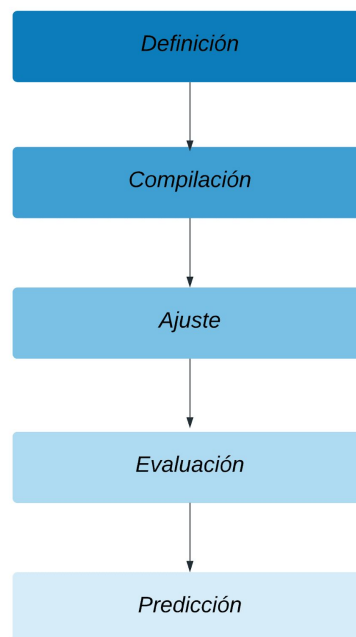 Definición
Compilación
Ajuste
Evaluación
Predicción